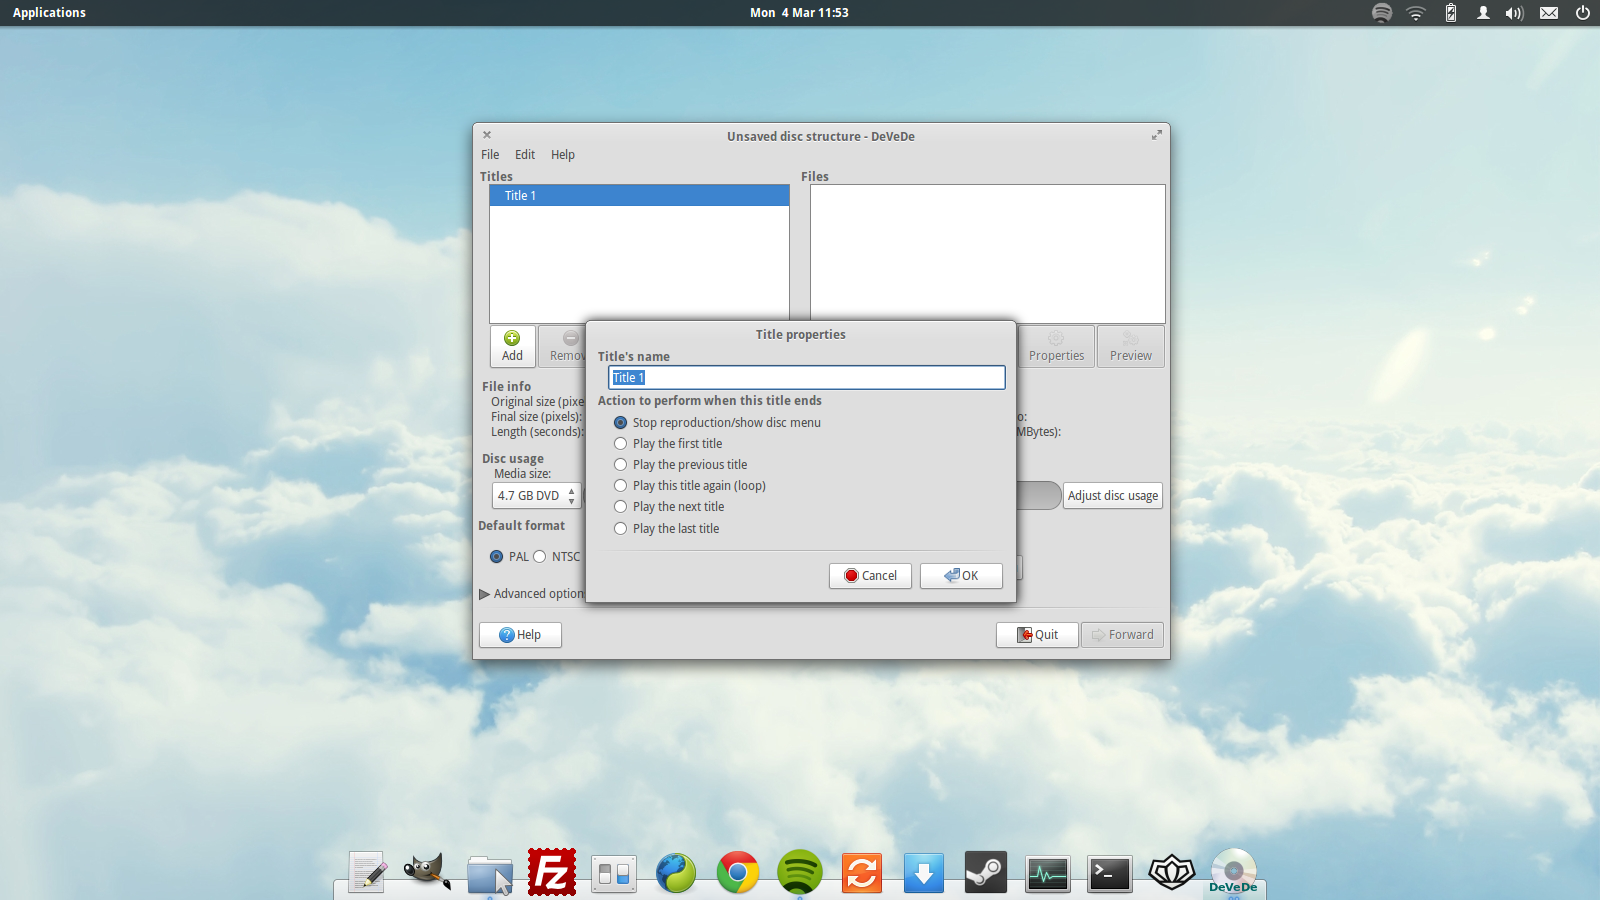 Applications
Mon 4 Mar 11:53
Unsaved disc structure - DeVeDe
File Edit Help
Titles Files
Title 1
Add Remov Properties Preview
Title properties
Title's name
Title 1
Action to perform when this title ends
Stop reproduction/show disc menu
Play the first title
Play the previous title
Play this title again (loop)
Play the next title
Play the last title
Cancel OK
File info
Original size (pixe
Final size (pixels): o:
Length (seconds): MBytes):
Disc usage
Media size:
4.7 GB DVD Adjust disc usage
Default format
PAL NTSC
Advanced option
Help Quit Forward
Fz
DeVeDe